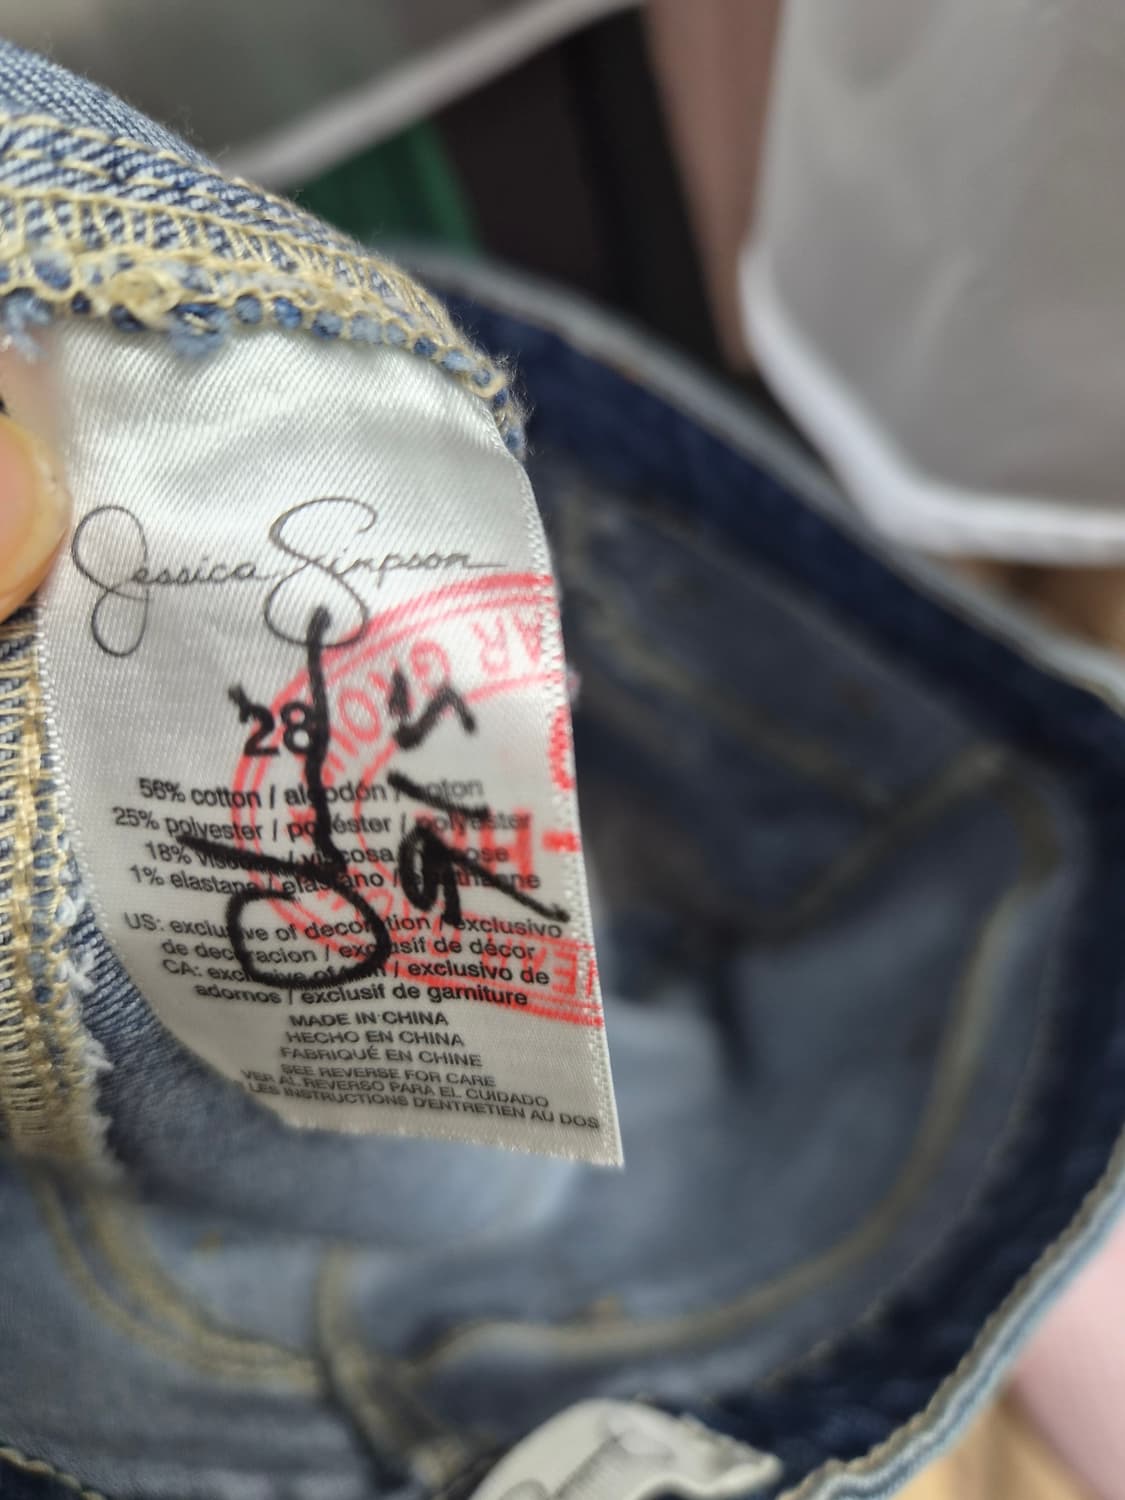 Jessica Simpson
28
56% cotton / algodón / coton
25% polyester / poliéster / polyester
18% viscose / viscosa / viscose
1% elastane / elastano / élasthanne
US: exclusive of decoration / exclusivo
de decoracion / exclusif de décor
CA: exclusive of trim / exclusivo de
adornos / exclusif de garniture
MADE IN CHINA
HECHO EN CHINA
FABRIQUÉ EN CHINE
SEE REVERSE FOR CARE
VER AL REVERSO PARA EL CUIDADO
LES INSTRUCTIONS D'ENTRETIEN AU DOS